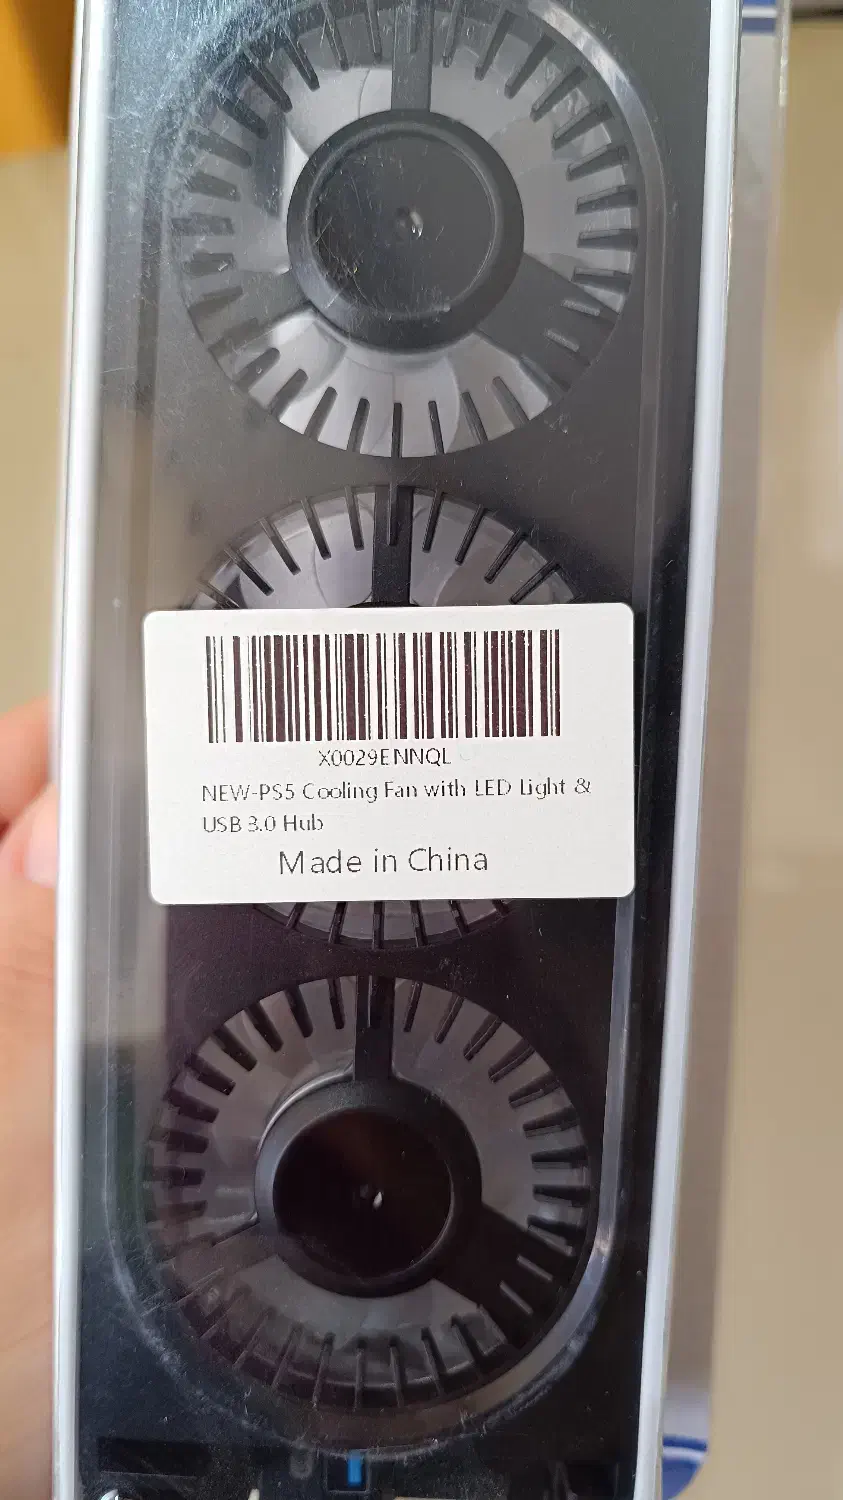 X0029ENNQL
NEW-PS5 Cooling Fan with LED Light &
USB 3.0 Hub
Made in China